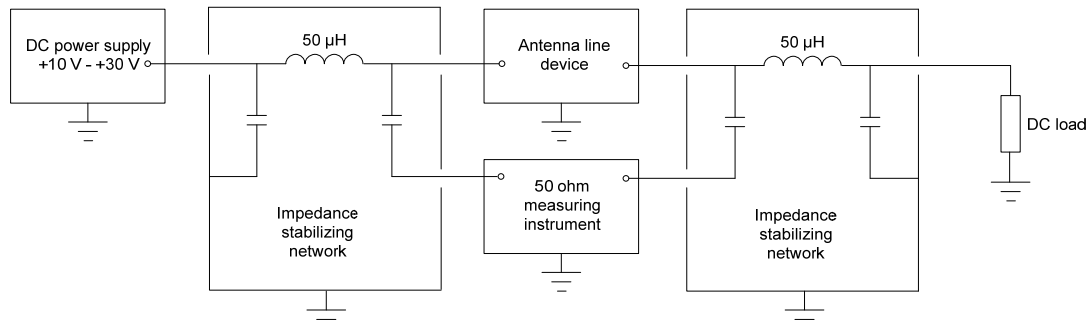 DC power supply
+10 V - +30 V
50 µH
Antenna line
device
50 µH
DC load
50 ohm
measuring
instrument
Impedance
stabilizing
network
Impedance
stabilizing
network